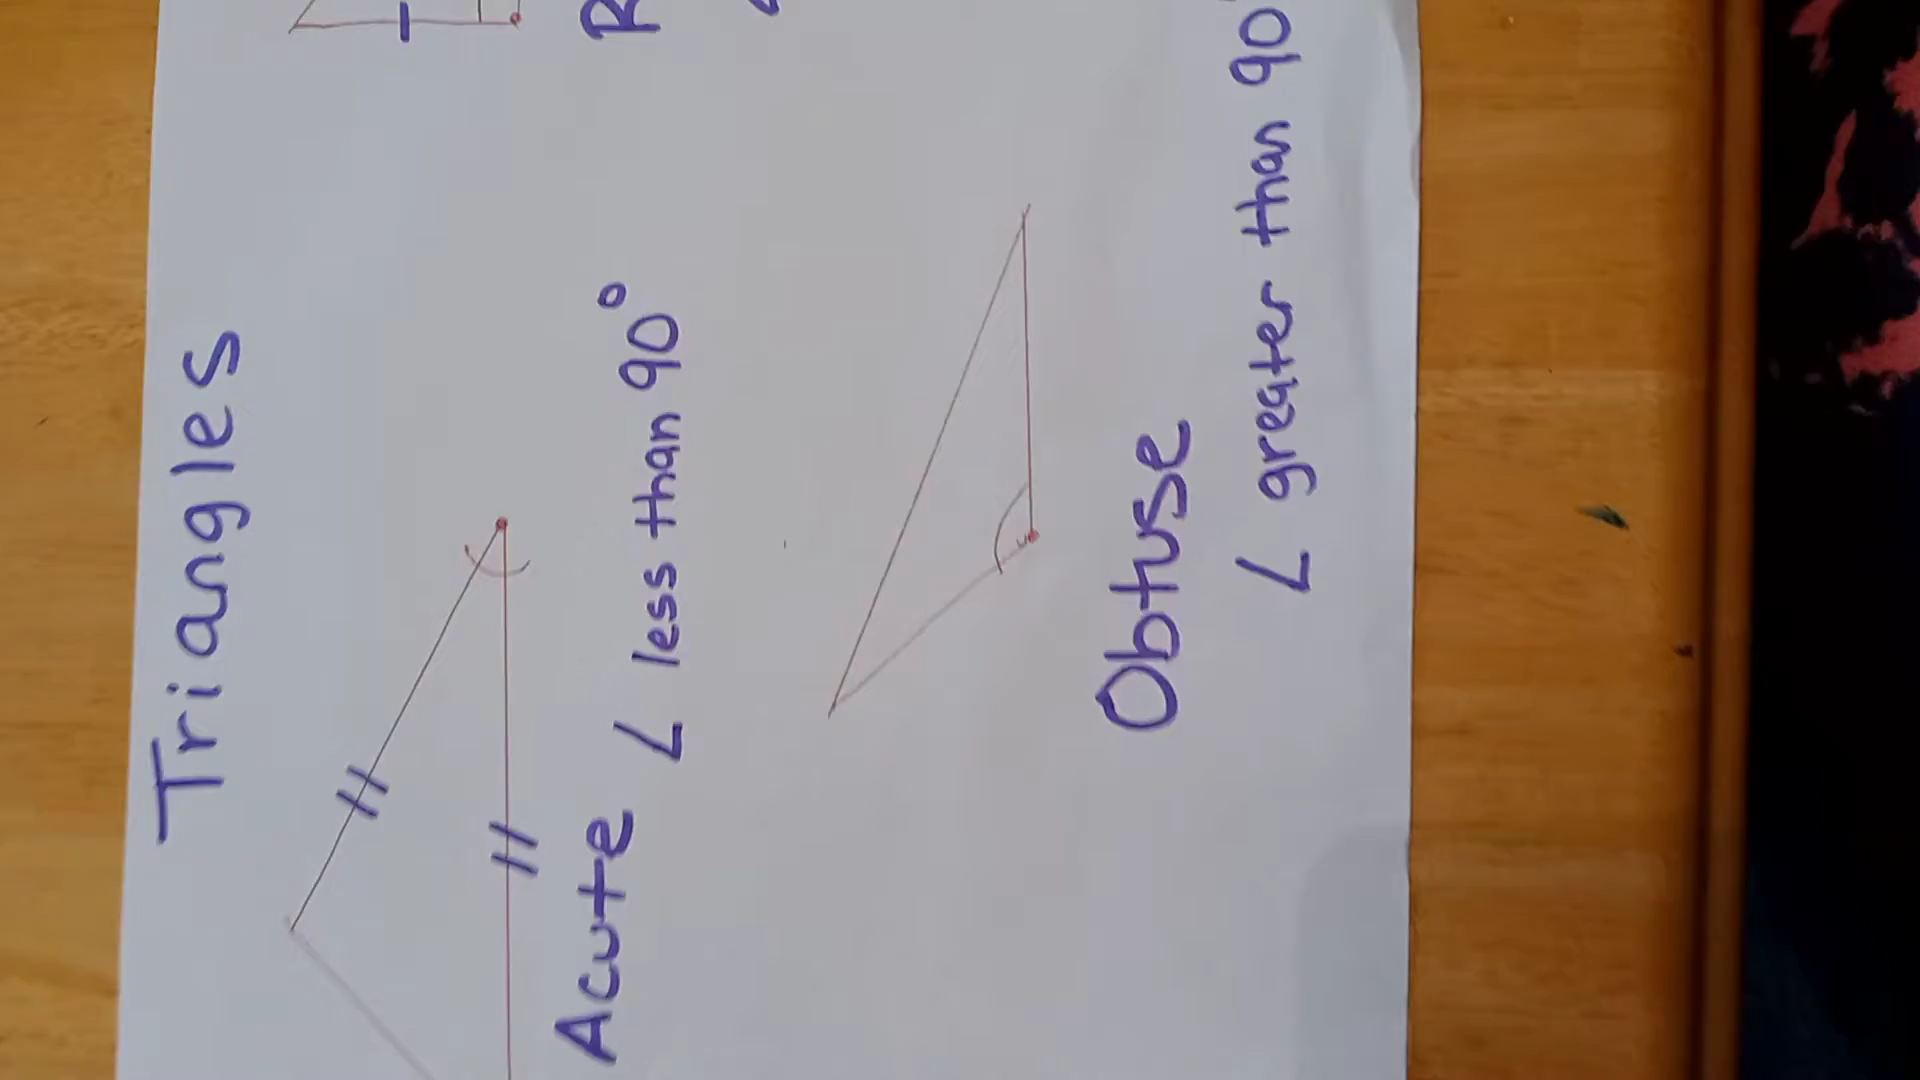 Triangles
Acute
∠ less than 90°
R
Obtuse
∠ greater than 90